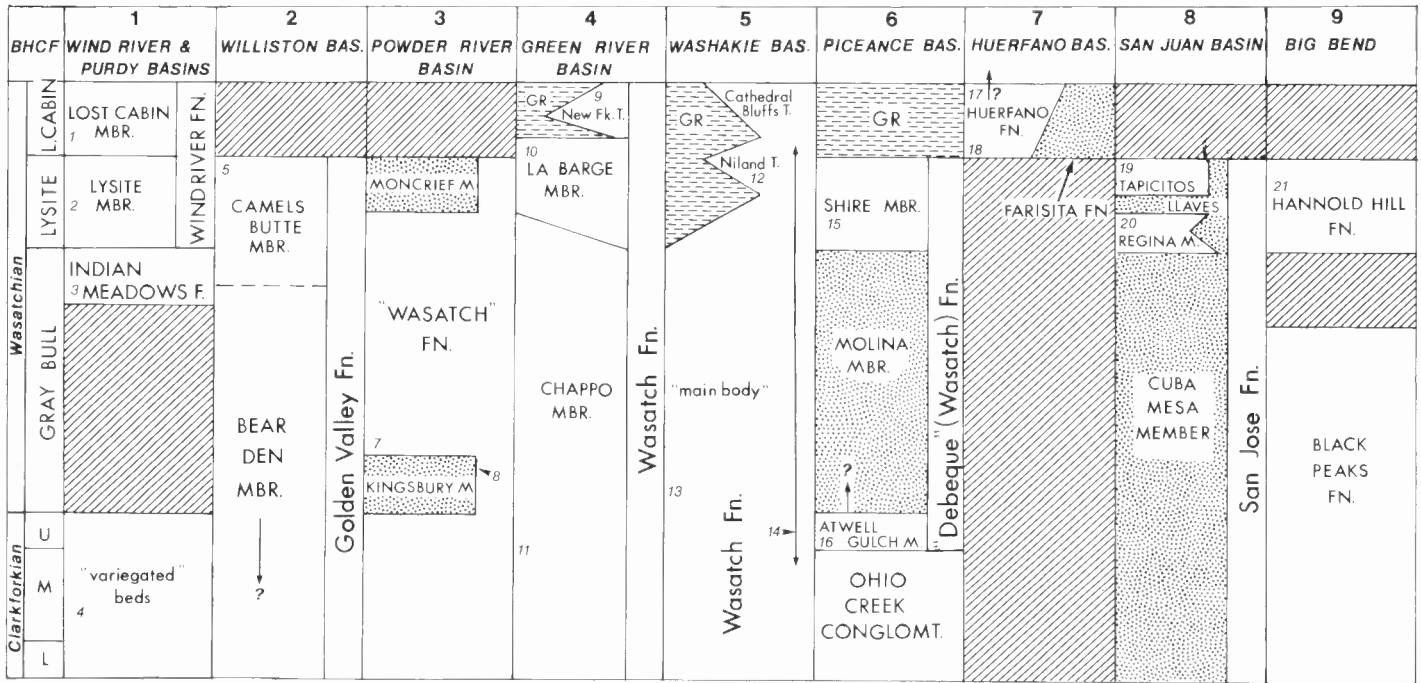 1 2 3 4 5 6 7 8 9
BHCF WIND RIVER & PURDY BASINS
WILLISTON BAS.
POWDER RIVER BASIN
GREEN RIVER BASIN
WASHAKIE BAS.
PICEANCE BAS.
HUERFANO BAS.
SAN JUAN BASIN
BIG BEND
Wasatchian
Clarkforkian
L.CABIN
LYSITE
GRAY BULL
U
M
L
LOST CABIN
MBR.
1
LYSITE
2 MBR.
WIND RIVER FN.
INDIAN
3 MEADOWS F.
"variegated"
beds
4
5
CAMELS
BUTTE
MBR.
BEAR
DEN
MBR.
?
Golden Valley Fn.
MONCRIEF M
"WASATCH"
FN.
7
KINGSBURY M
8
GR
9
New Fk. T.
10
LA BARGE
MBR.
CHAPPO
MBR.
11
Wasatch Fn.
Cathedral
Bluffs T.
GR
Niland T.
12
"main body"
13
14
Wasatch Fn.
GR
SHIRE MBR.
15
MOLINA
MBR.
?
ATWELL
16 GULCH M.
OHIO
CREEK
CONGLOMT.
Debeque "(Wasatch) Fn.
17 ?
HUERFANO
FN.
18
FARISITA FN
19
TAPICITOS
LLAVES
20
REGINA M.
CUBA
MESA
MEMBER
San Jose Fn.
21
HANNOLD HILL
FN.
BLACK
PEAKS
FN.